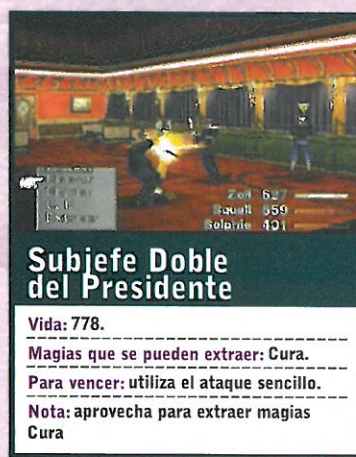 Zell 627
Squall 559
Selphie 401
Subjefe Doble
del Presidente
Vida: 778.
Magias que se pueden extraer: Cura.
Para vencer: utiliza el ataque sencillo.
Nota: aprovecha para extraer magias
Cura